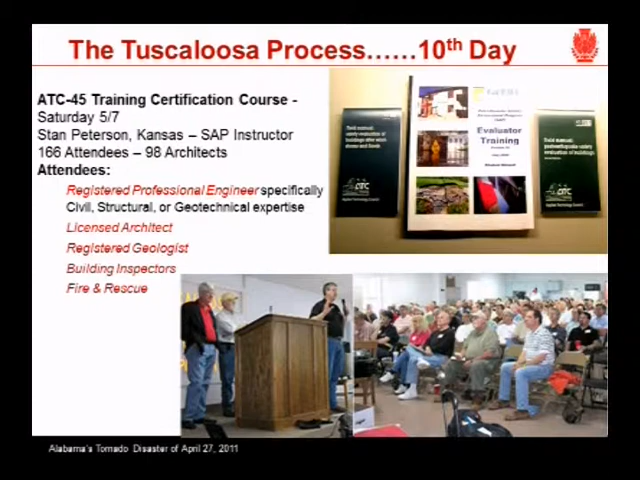 The Tuscaloosa Process......10th Day
ATC-45 Training Certification Course -
Saturday 5/7
Stan Peterson, Kansas – SAP Instructor
166 Attendees – 98 Architects
Attendees:
Registered Professional Engineer specifically
Civil, Structural, or Geotechnical expertise
Licensed Architect
Registered Geologist
Building Inspectors
Fire & Rescue
Evaluator
Training
ATC
Alabama's Tornado Disaster of April 27, 2011